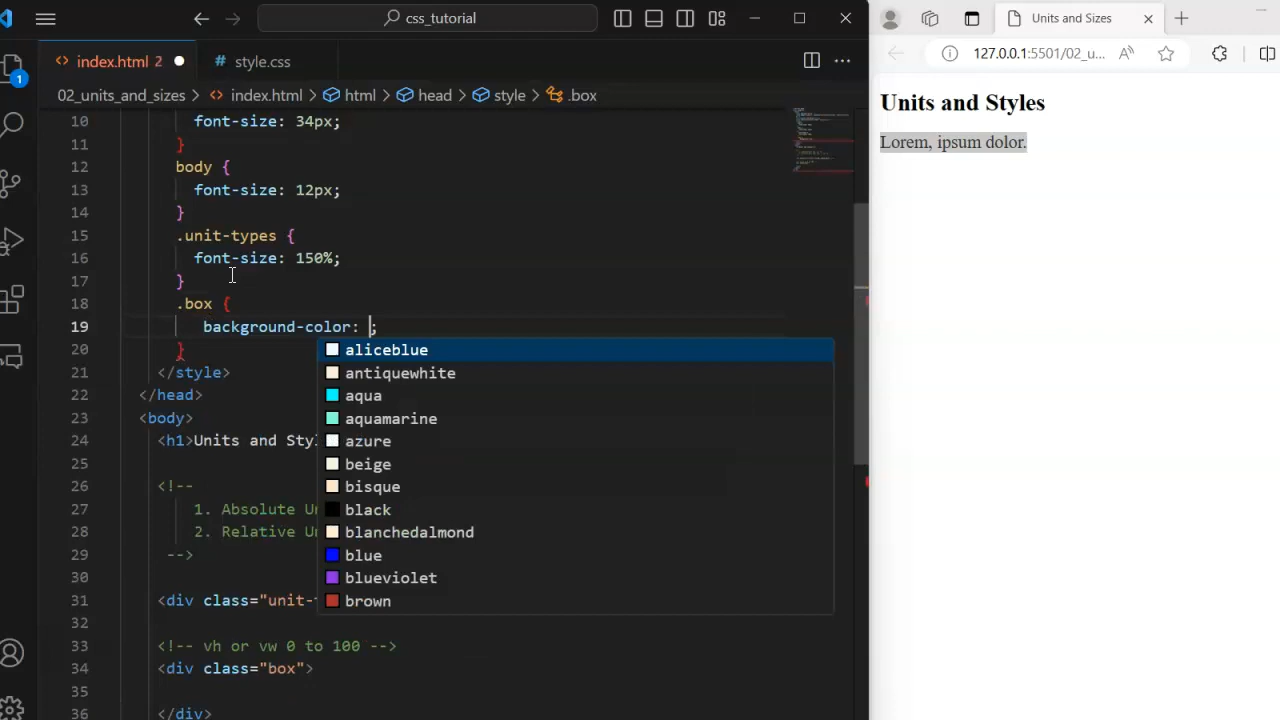 css_tutorial
Units and Sizes
index.html 2
style.css
127.0.0.1:5501/02_u...
1
02_units_and_sizes > index.html > html > head > style > .box
10 font-size: 34px;
11 }
12 body {
13 font-size: 12px;
14 }
15 .unit-types {
16 font-size: 150%;
17 }
18 .box {
19 background-color: ;
20 }
21 </style>
22 </head>
23 <body>
24 <h1>Units and Sty
25
26 <!--
27 1. Absolute Un
28 2. Relative Un
29 -->
30
31 <div class="unit-t
32
33 <!-- vh or vw 0 to 100 -->
34 <div class="box">
35
36 </div>
aliceblue
antiquewhite
aqua
aquamarine
azure
beige
bisque
black
blanchedalmond
blue
blueviolet
brown
Units and Styles
Lorem, ipsum dolor.